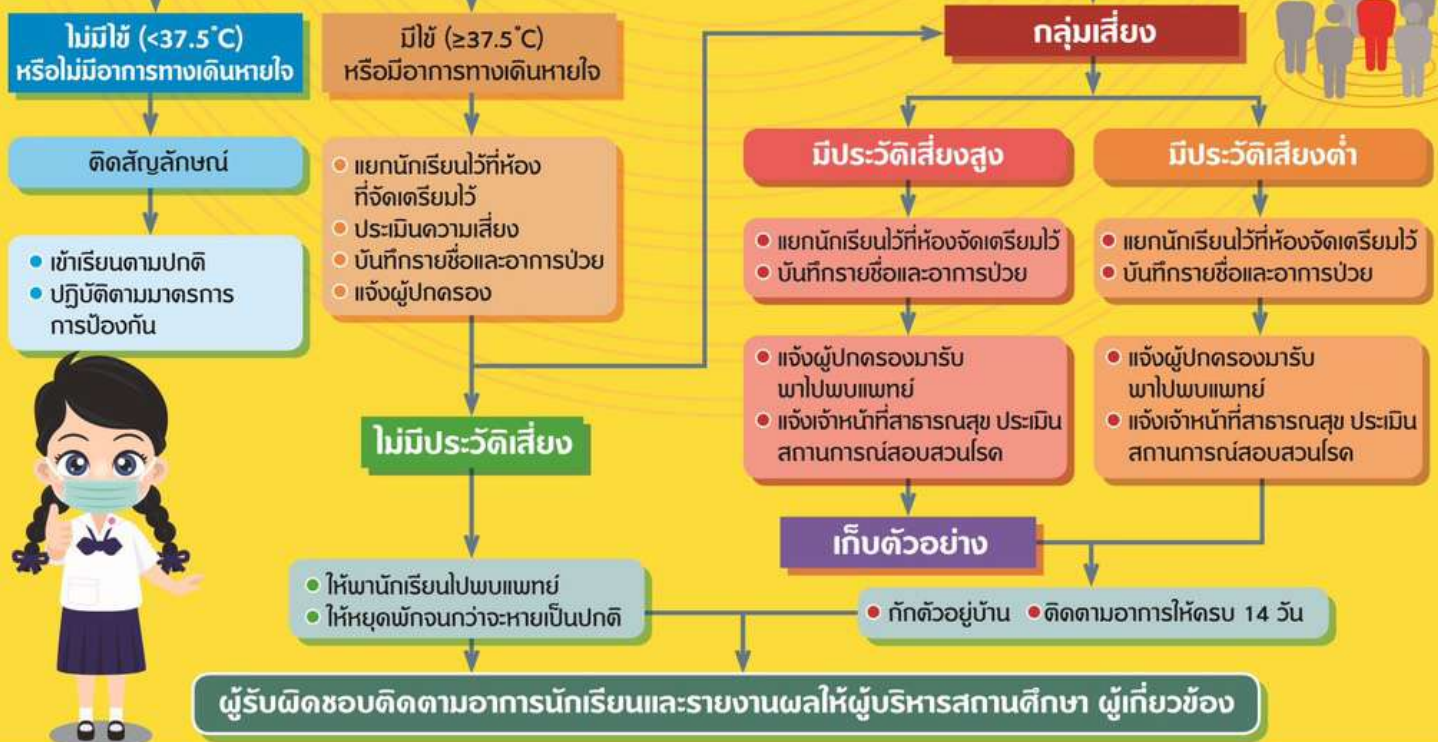 ไม่มีไข้ (<37.5°C)
หรือไม่มีอาการทางเดินหายใจ
ติดสัญลักษณ์
เข้าเรียนตามปกติ
ปฏิบัติตามมาตรการ
การป้องกัน
มีไข้ (≥37.5°C)
หรือมีอาการทางเดินหายใจ
แยกนักเรียนไว้ที่ห้อง
ที่จัดเตรียมไว้
ประเมินความเสี่ยง
บันทึกรายชื่อและอาการป่วย
แจ้งผู้ปกครอง
ไม่มีประวัติเสี่ยง
ให้พานักเรียนไปพบแพทย์
ให้หยุดพักจนกว่าจะหายเป็นปกติ
กลุ่มเสี่ยง
มีประวัติเสี่ยงสูง
แยกนักเรียนไว้ที่ห้องจัดเตรียมไว้
บันทึกรายชื่อและอาการป่วย
แจ้งผู้ปกครองมารับ
พาไปพบแพทย์
แจ้งเจ้าหน้าที่สาธารณสุข ประเมิน
สถานการณ์สอบสวนโรค
เก็บตัวอย่าง
มีประวัติเสียงต่ำ
แยกนักเรียนไว้ที่ห้องจัดเตรียมไว้
บันทึกรายชื่อและอาการป่วย
แจ้งผู้ปกครองมารับ
พาไปพบแพทย์
แจ้งเจ้าหน้าที่สาธารณสุข ประเมิน
สถานการณ์สอบสวนโรค
กักตัวอยู่บ้าน ติดตามอาการให้ครบ 14 วัน
ผู้รับผิดชอบติดตามอาการนักเรียนและรายงานผลให้ผู้บริหารสถานศึกษา ผู้เกี่ยวข้อง